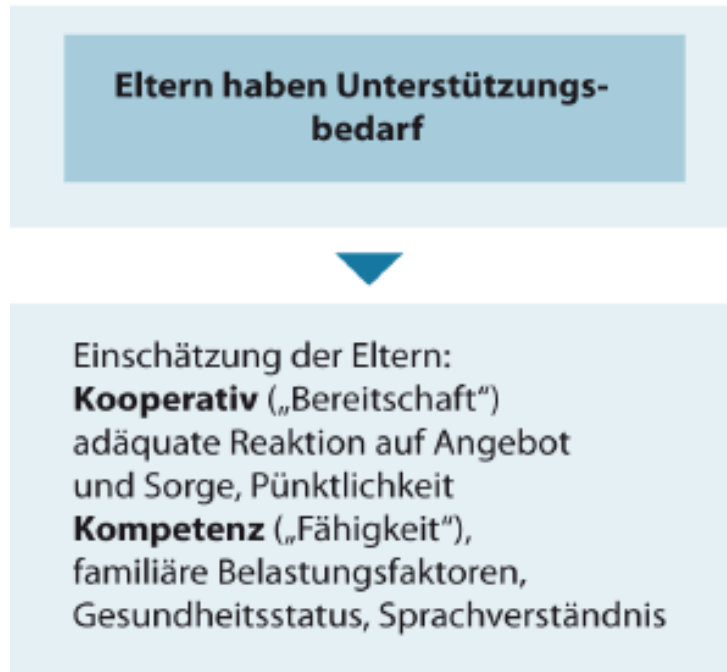 Eltern haben Unterstützungs-
bedarf
Einschätzung der Eltern:
Kooperativ („Bereitschaft“)
adäquate Reaktion auf Angebot
und Sorge, Pünktlichkeit
Kompetenz („Fähigkeit“),
familiäre Belastungsfaktoren,
Gesundheitsstatus, Sprachverständnis